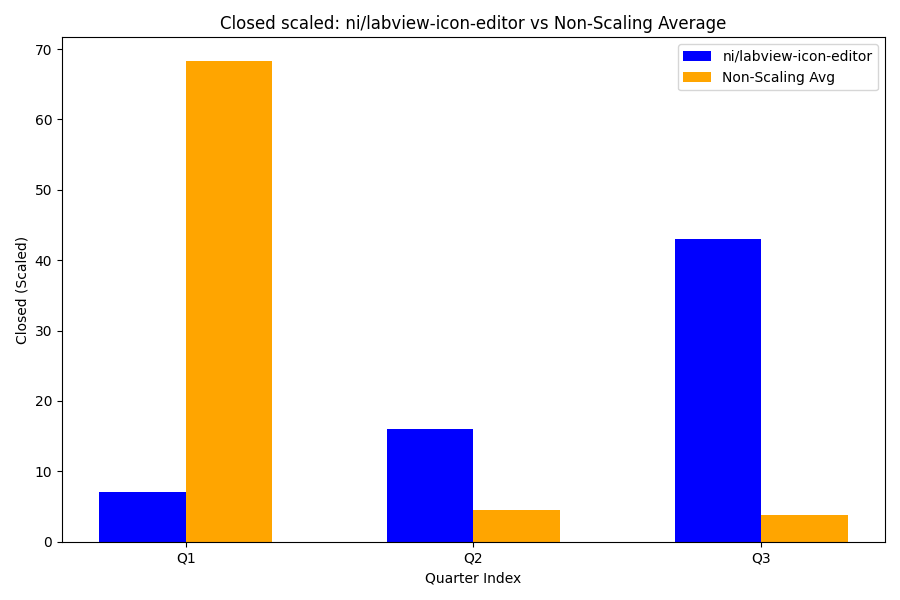 Closed scaled: ni/labview-icon-editor vs Non-Scaling Average
ni/labview-icon-editor
Non-Scaling Avg
Closed (Scaled)
70
60
50
40
30
20
10
0
Q1 Q2 Q3
Quarter Index